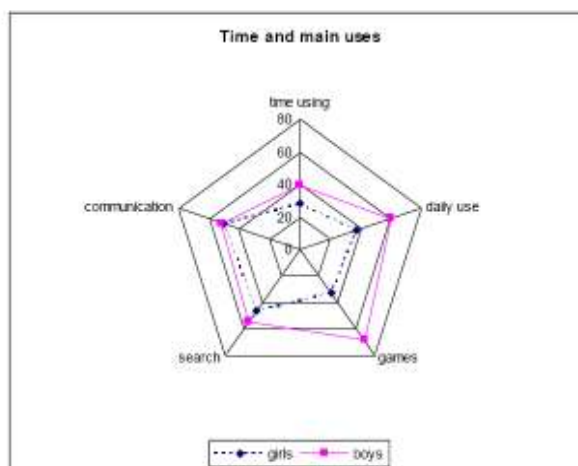 Time and main uses
time using
80
60
40
20
0
communication
daily use
search
games
girls
boys